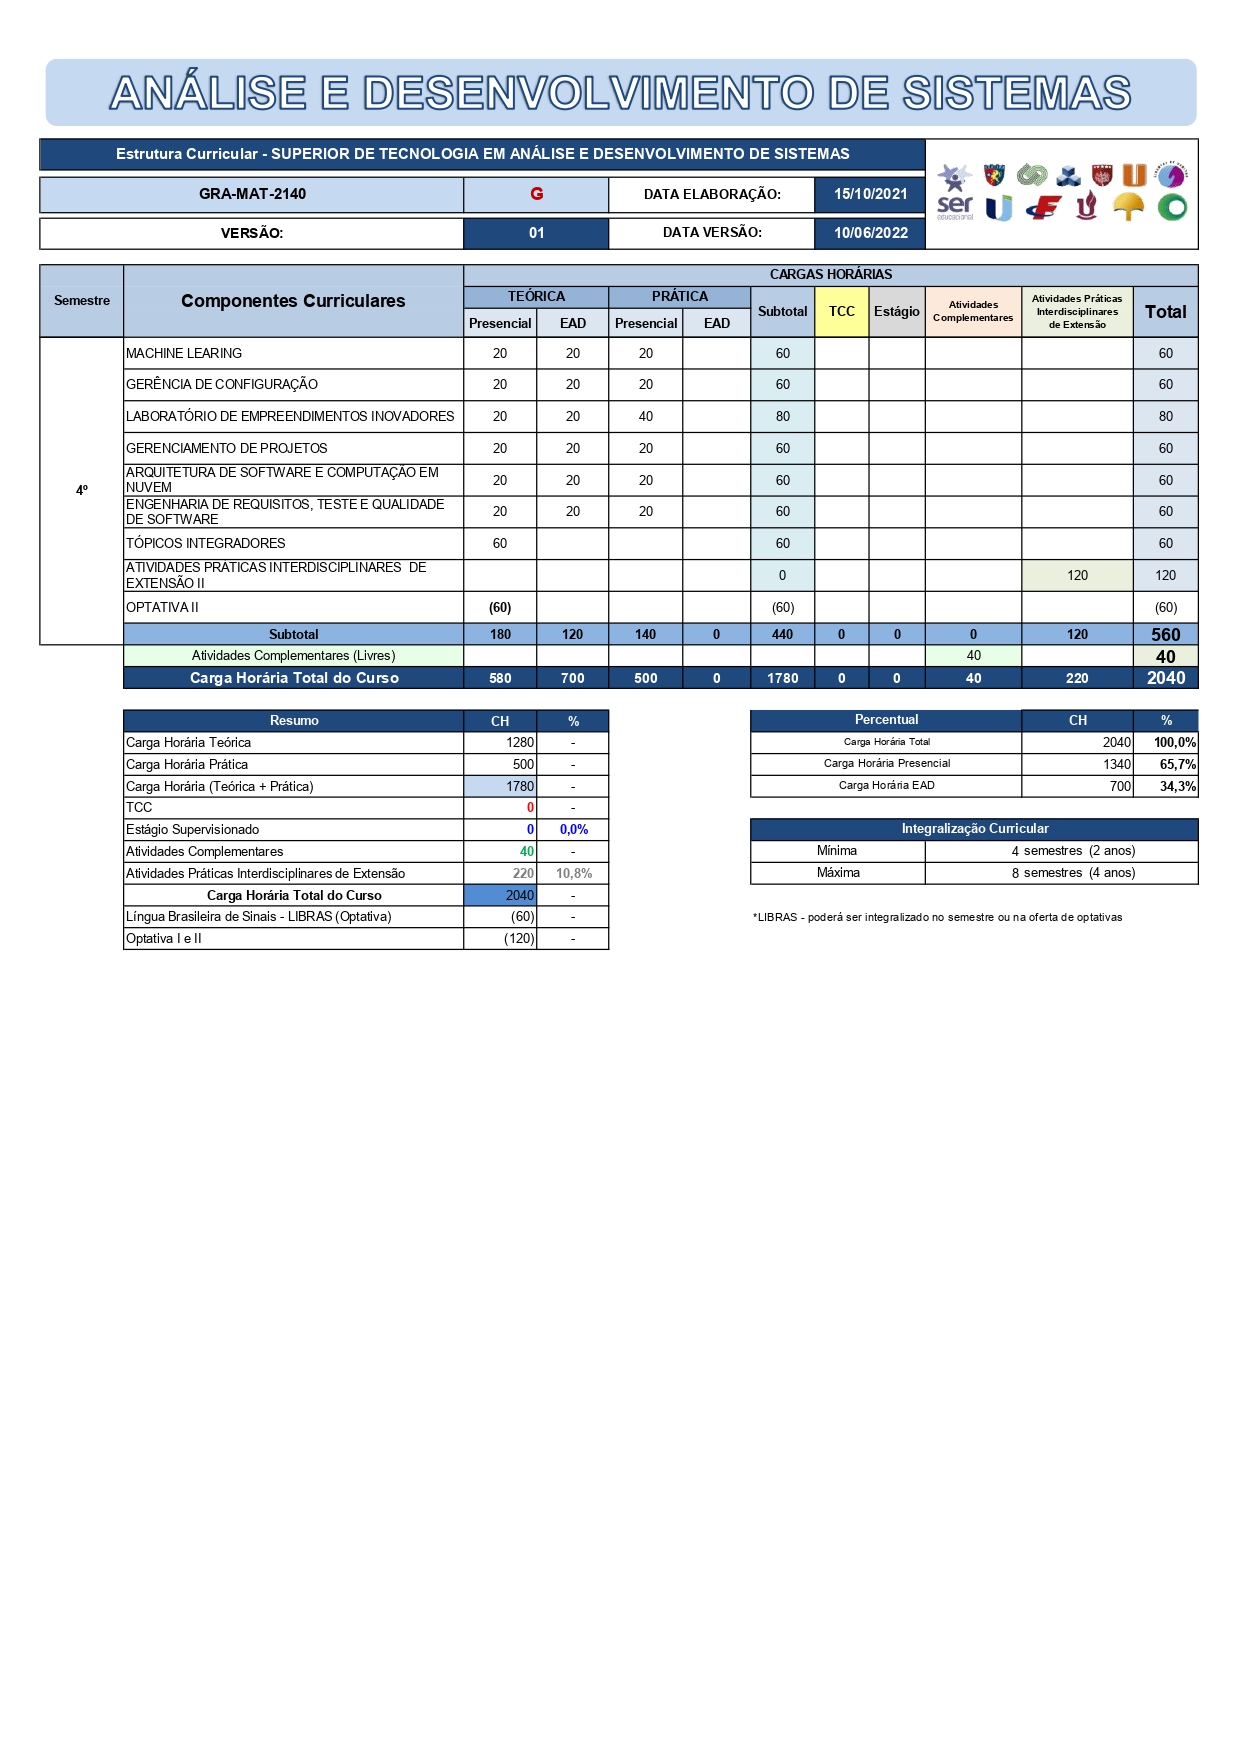 ANÁLISE E DESENVOLVIMENTO DE SISTEMAS
Estrutura Curricular - SUPERIOR DE TECNOLOGIA EM ANÁLISE E DESENVOLVIMENTO DE SISTEMAS
GRA-MAT-2140 G DATA ELABORAÇÃO: 15/10/2021
VERSÃO: 01 DATA VERSÃO: 10/06/2022
ser
educacional
Semestre Componentes Curriculares CARGAS HORÁRIAS
TEÓRICA PRÁTICA Subtotal TCC Estágio Atividades Complementares Atividades Práticas Interdisciplinares de Extensão Total
Presencial EAD Presencial EAD
4º
MACHINE LEARING 20 20 20 60 60
GERÊNCIA DE CONFIGURAÇÃO 20 20 20 60 60
LABORATÓRIO DE EMPREENDIMENTOS INOVADORES 20 20 40 80 80
GERENCIAMENTO DE PROJETOS 20 20 20 60 60
ARQUITETURA DE SOFTWARE E COMPUTAÇÃO EM
NUVEM 20 20 20 60 60
ENGENHARIA DE REQUISITOS, TESTE E QUALIDADE
DE SOFTWARE 20 20 20 60 60
TÓPICOS INTEGRADORES 60 60 60
ATIVIDADES PRÁTICAS INTERDISCIPLINARES DE
EXTENSÃO II 0 120 120
OPTATIVA II (60) (60) (60)
Subtotal 180 120 140 0 440 0 0 0 120 560
Atividades Complementares (Livres) 40 40
Carga Horária Total do Curso 580 700 500 0 1780 0 0 40 220 2040
Resumo CH %
Carga Horária Teórica 1280 -
Carga Horária Prática 500 -
Carga Horária (Teórica + Prática) 1780 -
TCC 0 -
Estágio Supervisionado 0 0,0%
Atividades Complementares 40 -
Atividades Práticas Interdisciplinares de Extensão 220 10,8%
Carga Horária Total do Curso 2040 -
Língua Brasileira de Sinais - LIBRAS (Optativa) (60) -
Optativa I e II (120) -
Percentual CH %
Carga Horária Total 2040 100,0%
Carga Horária Presencial 1340 65,7%
Carga Horária EAD 700 34,3%
Integralização Curricular
Mínima 4 semestres (2 anos)
Máxima 8 semestres (4 anos)
*LIBRAS - poderá ser integralizado no semestre ou na oferta de optativas